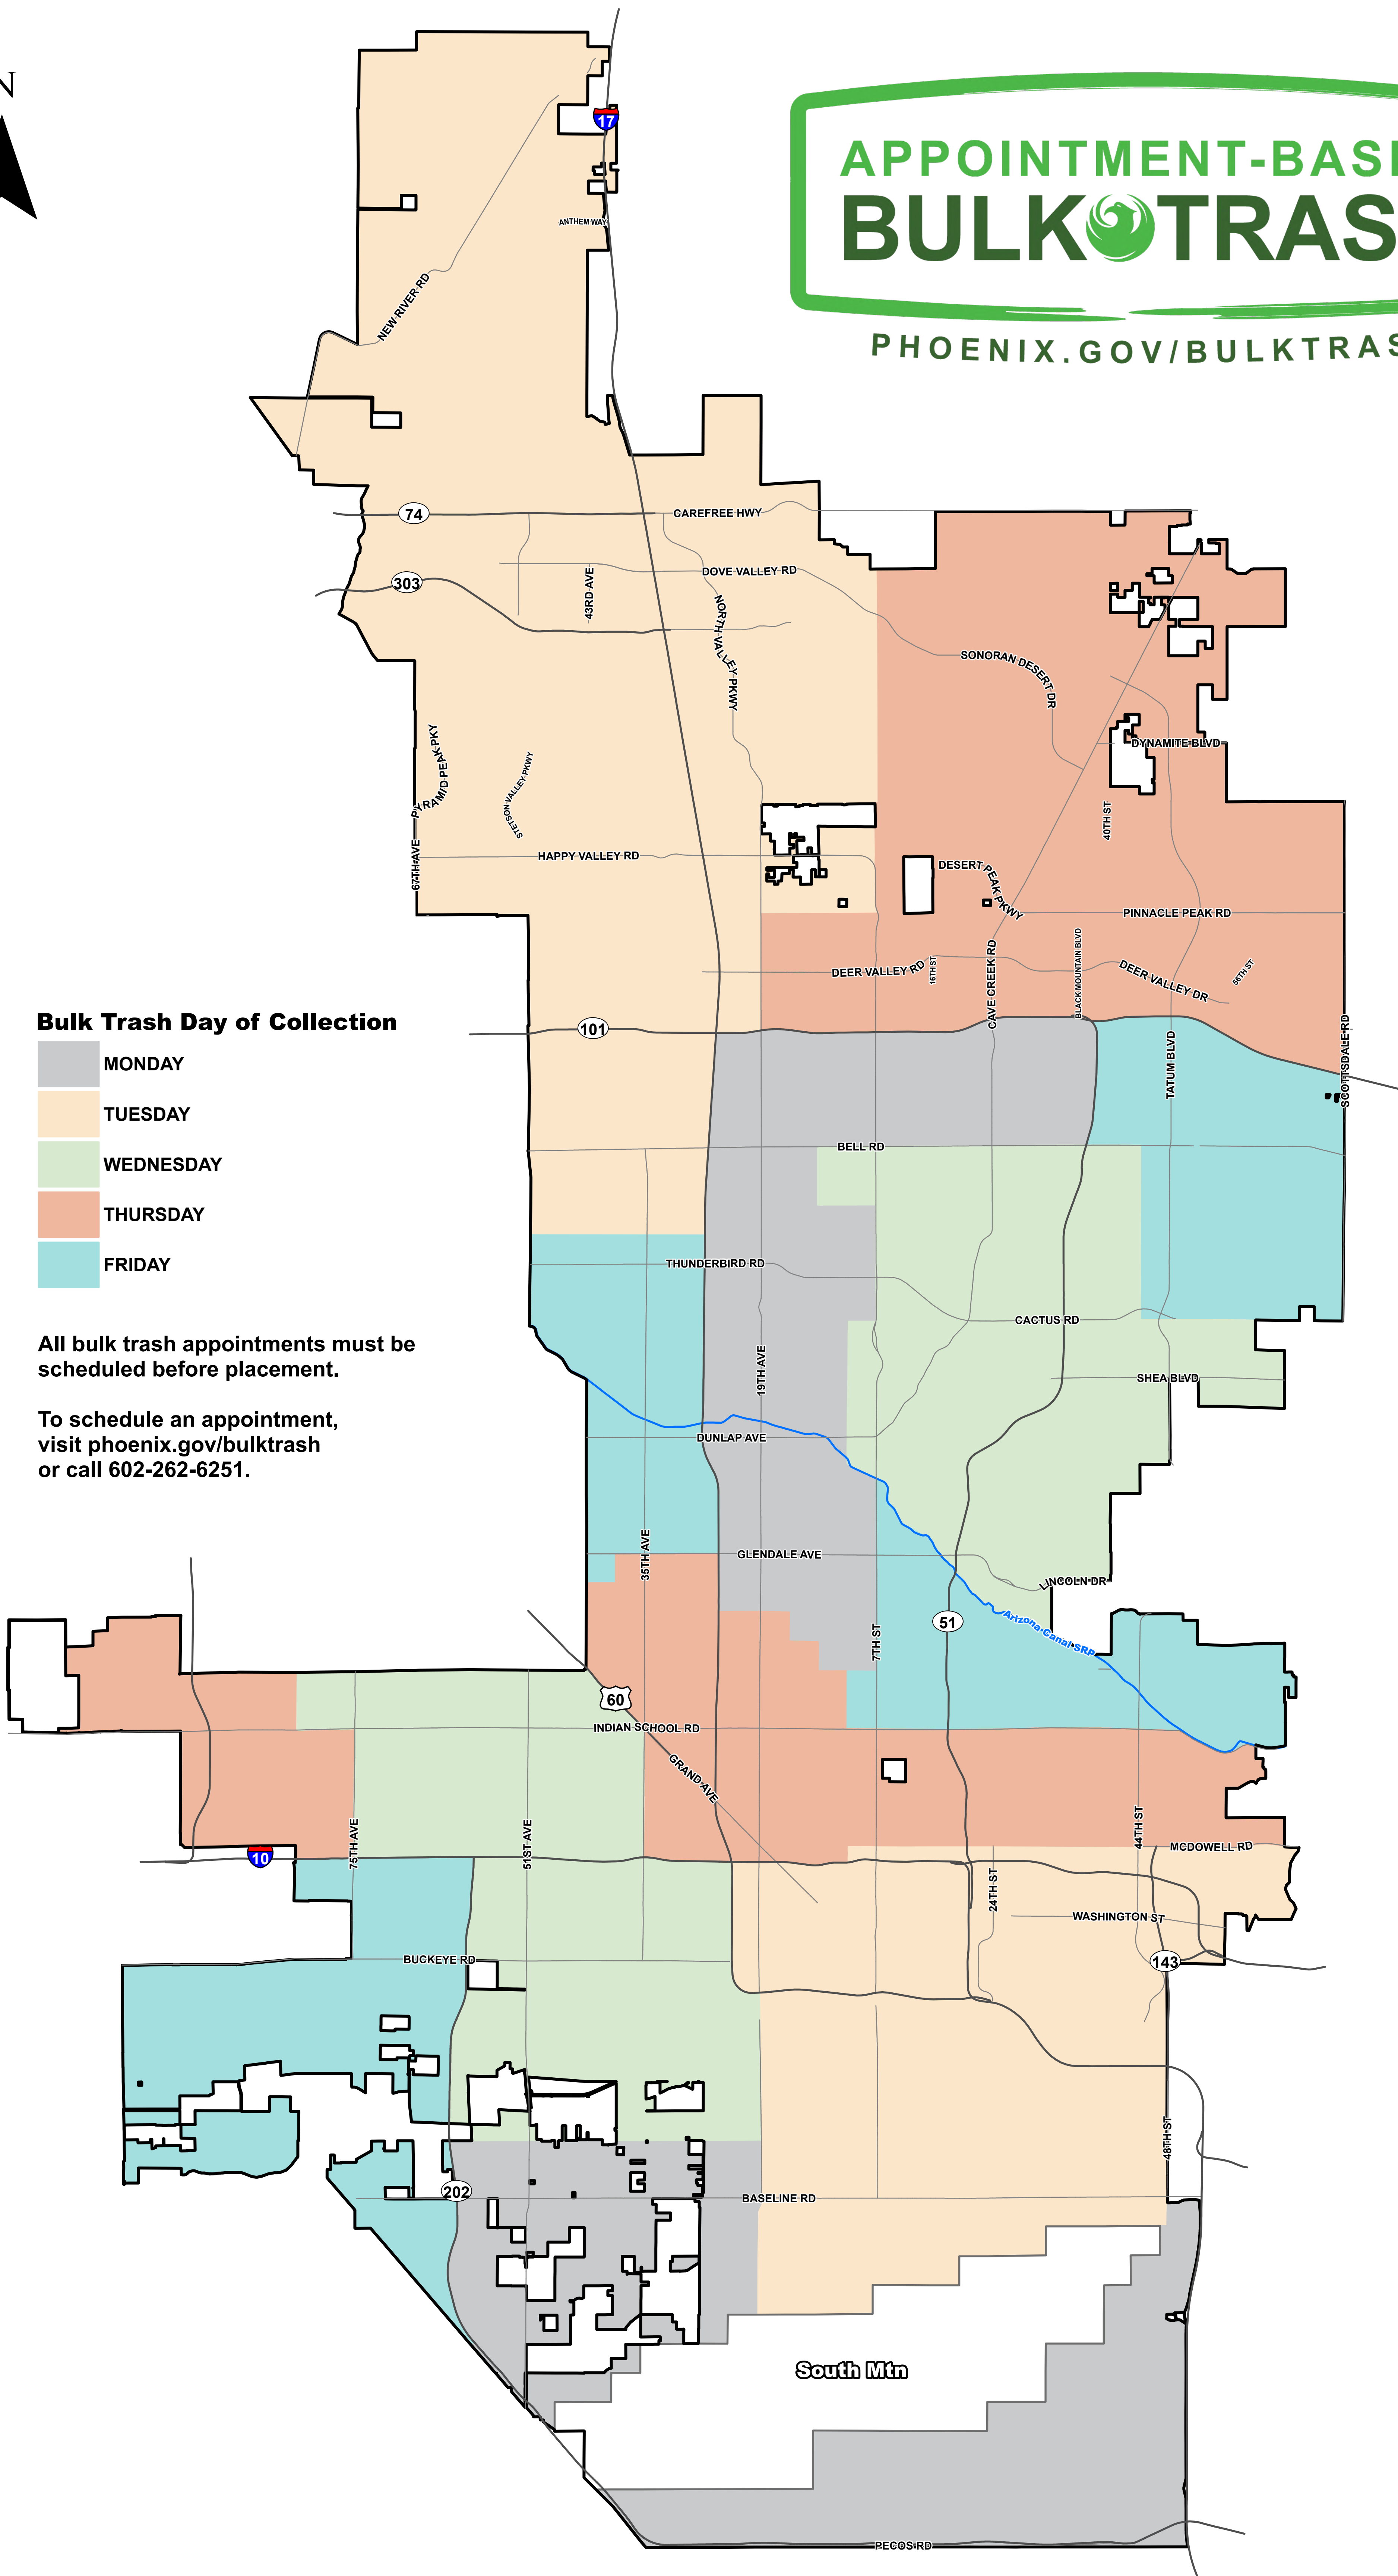 N
APPOINTMENT-BAS
BULK TRAS
PHOENIX.GOV/BULKTRAS
17
ANTHEM WAY
NEW RIVER RD
74
CAREFREE HWY
303
43RD AVE
DOVE VALLEY RD
NORTH VALLEY PKWY
SONORAN DESERT DR
DYNAMITE BLVD
PYRAMID PEAK PKY
STETSON VALLEY PKWY
40TH ST
67TH AVE
HAPPY VALLEY RD
DESERT PEAK PKWY
PINNACLE PEAK RD
DEER VALLEY RD
16TH ST
CAVE CREEK RD
BLACK MOUNTAIN BLVD
DEER VALLEY DR
56TH ST
Bulk Trash Day of Collection
MONDAY
TUESDAY
WEDNESDAY
THURSDAY
FRIDAY
101
TATUM BLVD
SCOTTSDALE RD
BELL RD
THUNDERBIRD RD
CACTUS RD
All bulk trash appointments must be
scheduled before placement.
To schedule an appointment,
visit phoenix.gov/bulktrash
or call 602-262-6251.
19TH AVE
SHEA BLVD
DUNLAP AVE
35TH AVE
GLENDALE AVE
LINCOLN DR
51
7TH ST
Arizona Canal SRP
60
INDIAN SCHOOL RD
GRAND AVE
75TH AVE
51ST AVE
44TH ST
MCDOWELL RD
10
24TH ST
WASHINGTON ST
BUCKEYE RD
143
48TH ST
202
BASELINE RD
South Mtn
PECOS RD